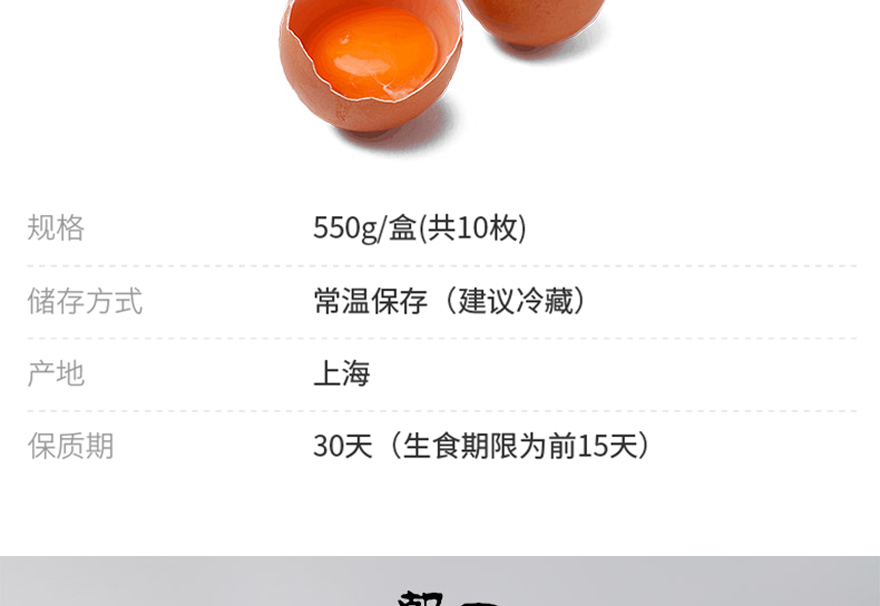 规格 550g/盒(共10枚)
储存方式 常温保存（建议冷藏）
产地 上海
保质期 30天（生食期限为前15天）